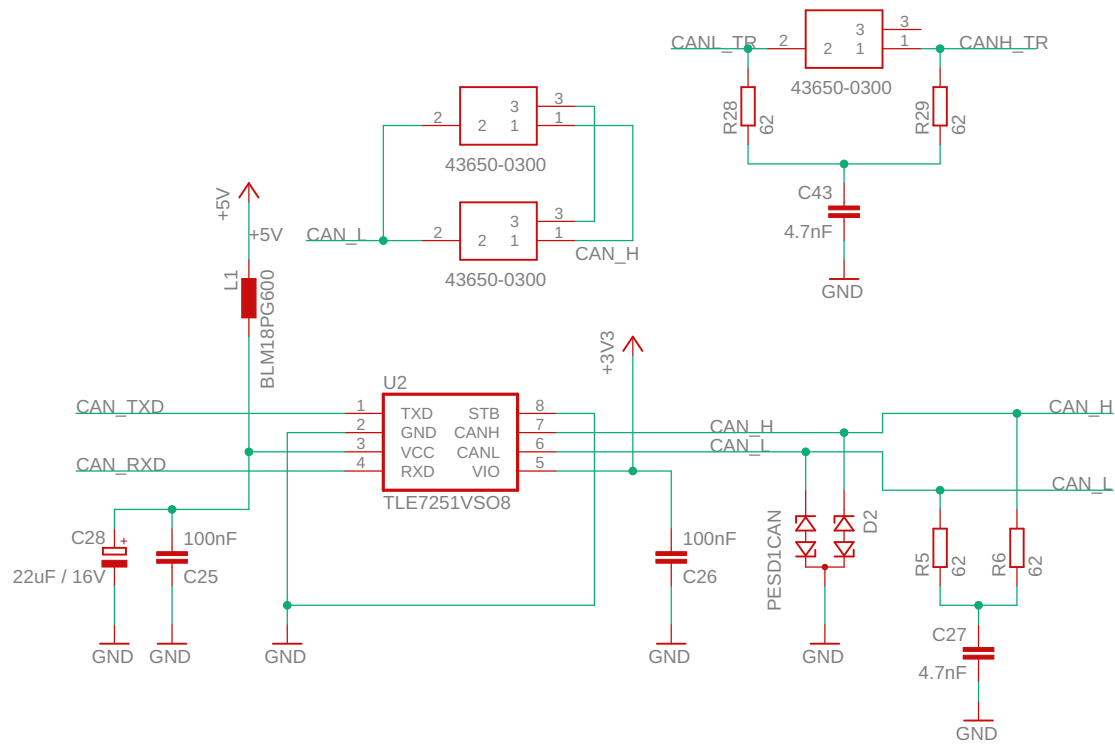 CANL_TR 2 2 3 1 3 1 CANH_TR
43650-0300
R28 62
R29 62
C43
4.7nF
GND
2 2 3 1 3 1
43650-0300
CAN_L 2 2 3 1 3 1
CAN_H
43650-0300
+5V
+5V
L1
BLM18PG600
+3V3
U2
CAN_TXD 1 TXD STB 8
2 GND CANH 7 CAN_H CAN_H
3 VCC CANL 6 CAN_L
CAN_RXD 4 RXD VIO 5
TLE7251VSO8
CAN_L
C28 +
22uF / 16V
100nF
C25
100nF
C26
PESD1CAN
D2
R5 62
R6 62
GND GND GND GND GND
C27
4.7nF
GND